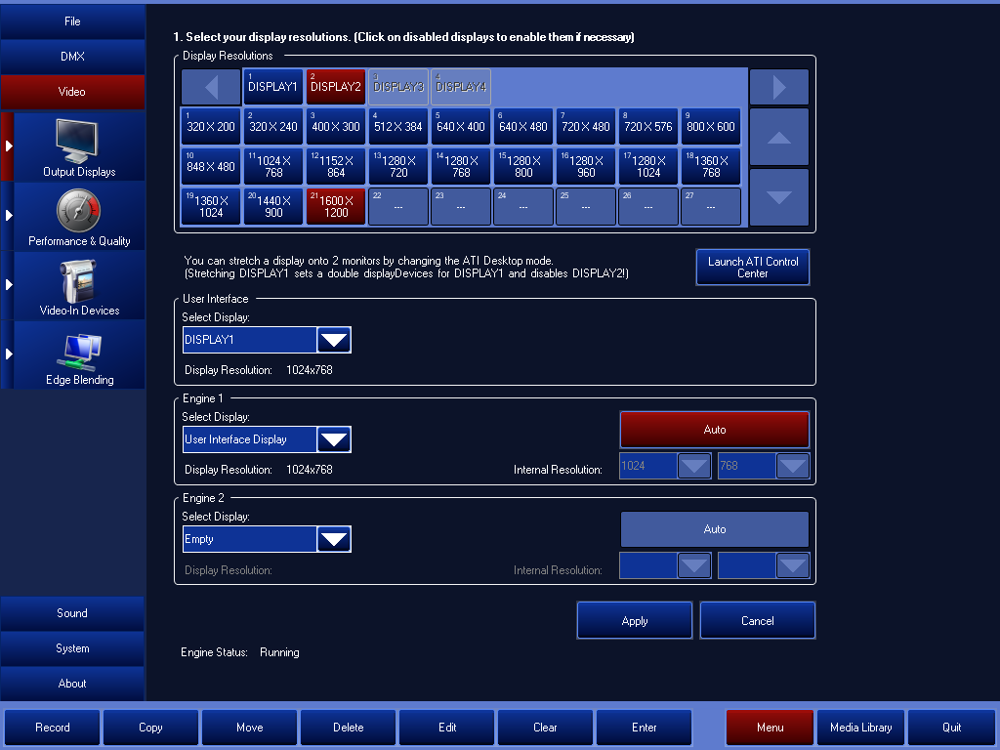 File
DMX
Video
Output Displays
Performance & Quality
Video-In Devices
Edge Blending
Sound
System
About
1. Select your display resolutions. (Click on disabled displays to enable them if necessary)
Display Resolutions
1 DISPLAY1
2 DISPLAY2
3 DISPLAY3
4 DISPLAY4
1 320 X 200
2 320 X 240
3 400 X 300
4 512 X 384
5 640 X 400
6 640 X 480
7 720 X 480
8 720 X 576
9 800 X 600
10 848 X 480
11 1024 X
768
12 1152 X
864
13 1280 X
720
14 1280 X
768
15 1280 X
800
16 1280 X
960
17 1280 X
1024
18 1360 X
768
19 1360 X
1024
20 1440 X
900
21 1600 X
1200
22 ---
23 ---
24 ---
25 ---
26 ---
27 ---
You can stretch a display onto 2 monitors by changing the ATI Desktop mode.
(Stretching DISPLAY1 sets a double displayDevices for DISPLAY1 and disables DISPLAY2!)
Launch ATI Control
Center
User Interface
Select Display:
DISPLAY1
Display Resolution: 1024x768
Engine 1
Select Display:
User Interface Display
Auto
Display Resolution: 1024x768
Internal Resolution: 1024 768
Engine 2
Select Display:
Empty
Auto
Display Resolution:
Internal Resolution:
Apply
Cancel
Engine Status: Running
Record
Copy
Move
Delete
Edit
Clear
Enter
Menu
Media Library
Quit